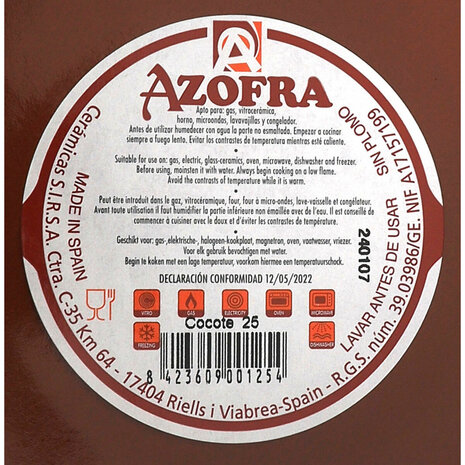 AZOFRA
Apto para: gas, vitrocerámica,
horno, microondas, lavavajillas y congelador.
Antes de utilizar humedecer con agua la parte no esmaltada. Empezar a cocinar
siempre a fuego lento. Evitar los contrastes de temperatura mientras esté caliente.
Suitable for use on: gas, electric, glass-ceramics, oven, microwave, dishwasher and freezer.
Before using, mainsten it with water. Always begin cooking on a low flame.
Avoid the contrasts of temperature while it is warm.
Peut être introduit dans le gaz, vitrocéramique, four, four à micro-ondes, lave-vaisselle et congélateur.
Avant toute utilisation il faut humidifier la partie inférieure non émaillée avec de l'eau. Il est conseillé de
commencer à cuisiner avec le feu doux et d'éviter les contrastes de température.
Geschikt voor: gas-,elektrische-, halogeen-kookplaat, magnetron, oven, vaatwasser, vriezer.
Voor elk gebruik bevochtigen met water.
Begin te koken met een lage temperatuur, voorkom hiermee een temperatuurschock.
DECLARACIÓN CONFORMIDAD 12/05/2022
VITRO
GAS
ELECTRICITY
OVEN
MICROWAVE
FREEZING
DISHWASHER
Cocote 25
8 423609 001254
240107
MADE IN SPAIN
SIN PLOMO
LAVAR ANTES DE USAR
Cerámicas S.J.R.S.A. Ctra. C-35 Km 64 - 17404 Riells i Viabrea-Spain - R.G.S. núm. 39.03986/GE. NIF A17157199